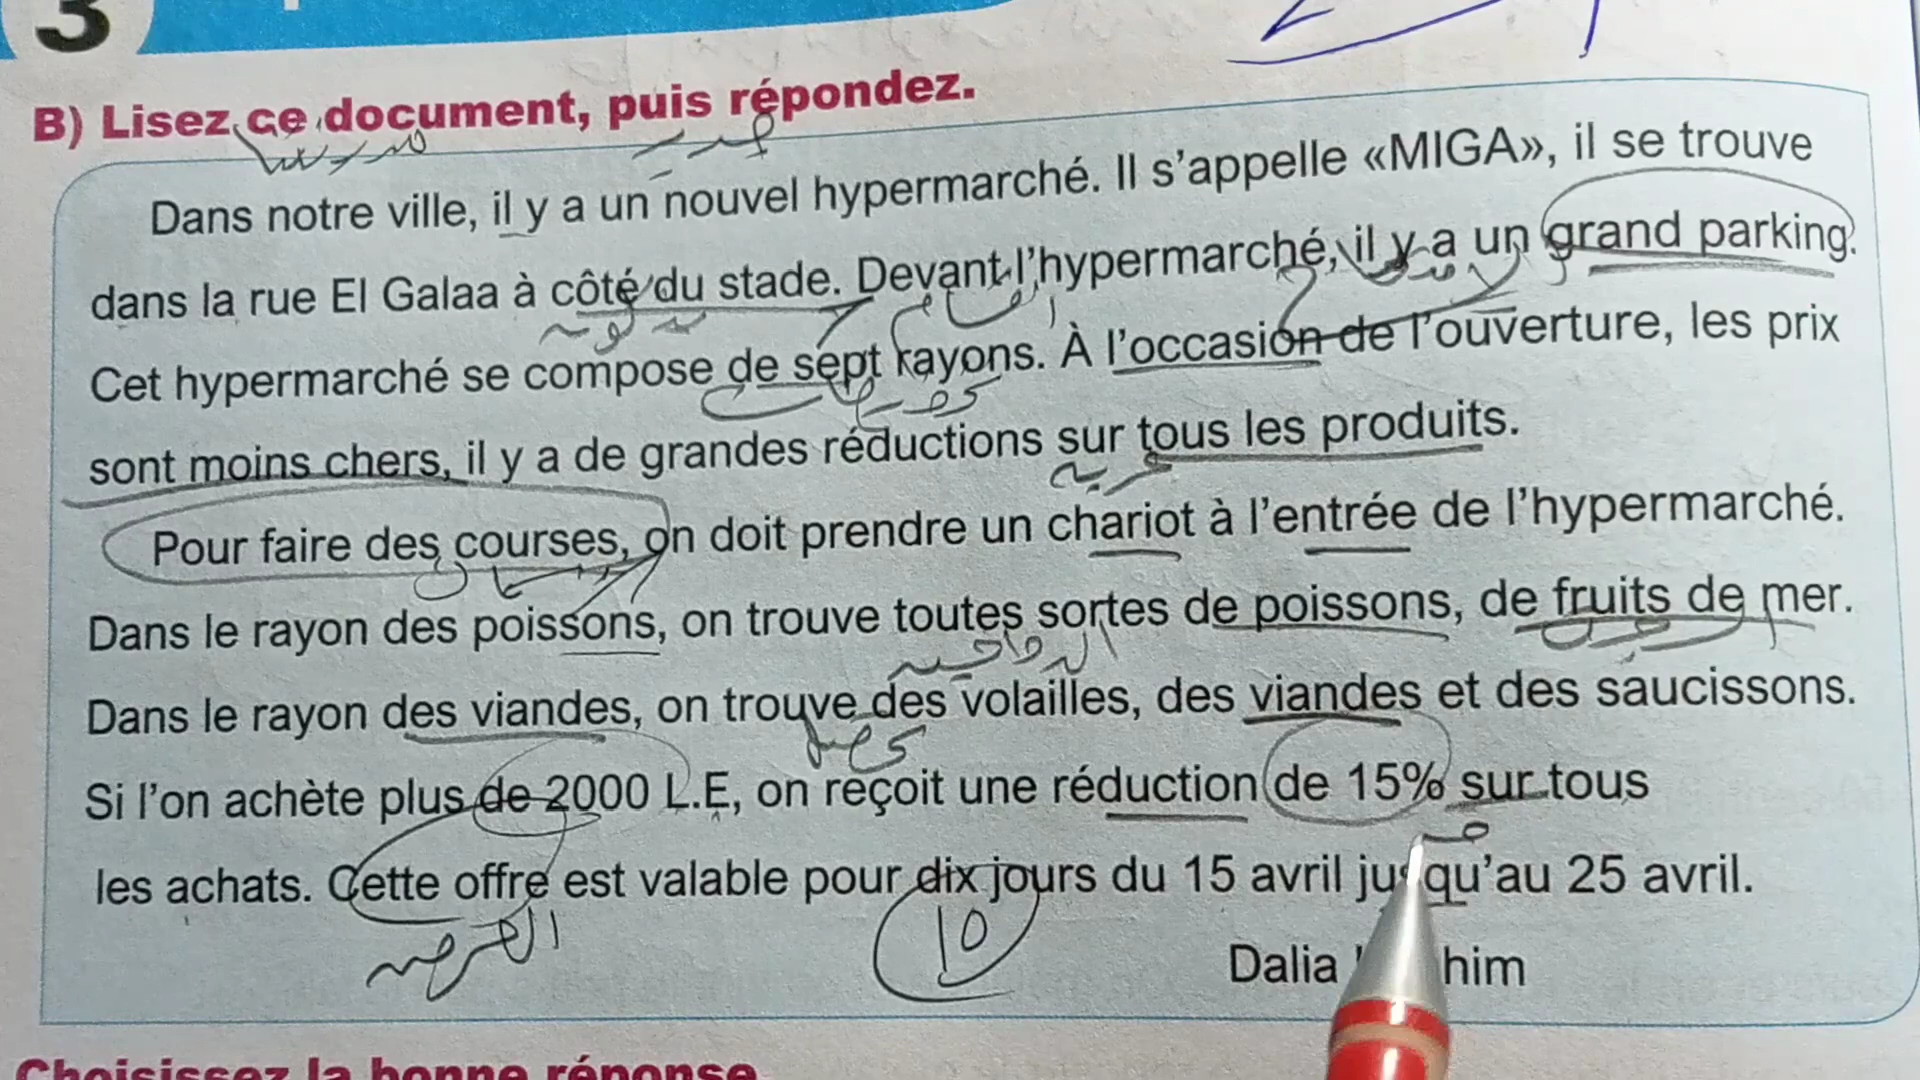 3
B) Lisez ce document, puis répondez.
Dans notre ville, il y a un nouvel hypermarché. Il s'appelle «MIGA», il se trouve
dans la rue El Galaa à côté du stade. Devant l'hypermarché, il y a un grand parking.
Cet hypermarché se compose de sept rayons. À l'occasion de l'ouverture, les prix
sont moins chers, il y a de grandes réductions sur tous les produits.
Pour faire des courses, on doit prendre un chariot à l'entrée de l'hypermarché.
Dans le rayon des poissons, on trouve toutes sortes de poissons, de fruits de mer.
Dans le rayon des viandes, on trouve des volailles, des viandes et des saucissons.
Si l'on achète plus de 2000 L.E, on reçoit une réduction de 15% sur tous
les achats. Cette offre est valable pour dix jours du 15 avril jusqu'au 25 avril.
10
Dalia
Choisissez la bonne réponse